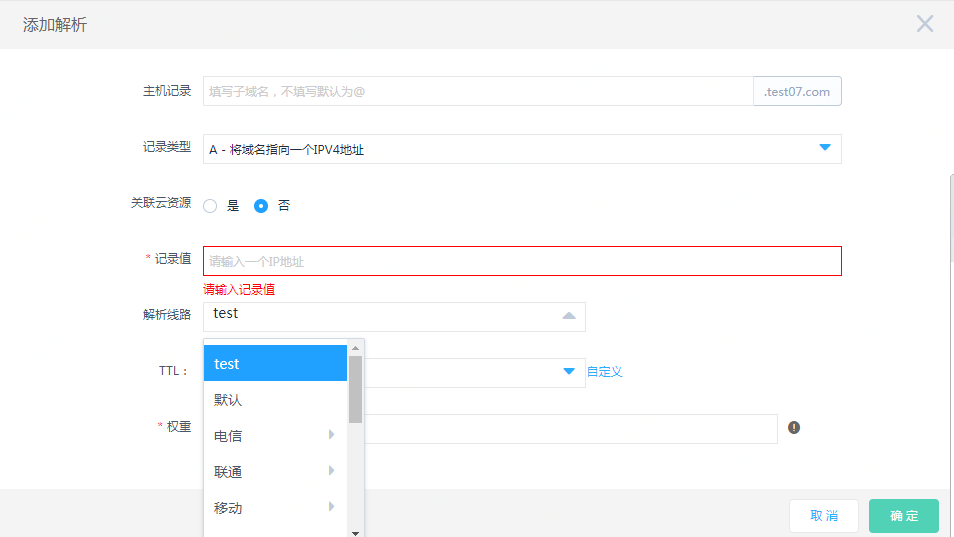 添加解析
主机记录
填写子域名，不填写默认为@
.test07.com
记录类型
A - 将域名指向一个IPV4地址
关联云资源
是
否
* 记录值
请输入一个IP地址
请输入记录值
解析线路
test
TTL：
自定义
test
默认
* 权重
电信
联通
移动
取消
确定